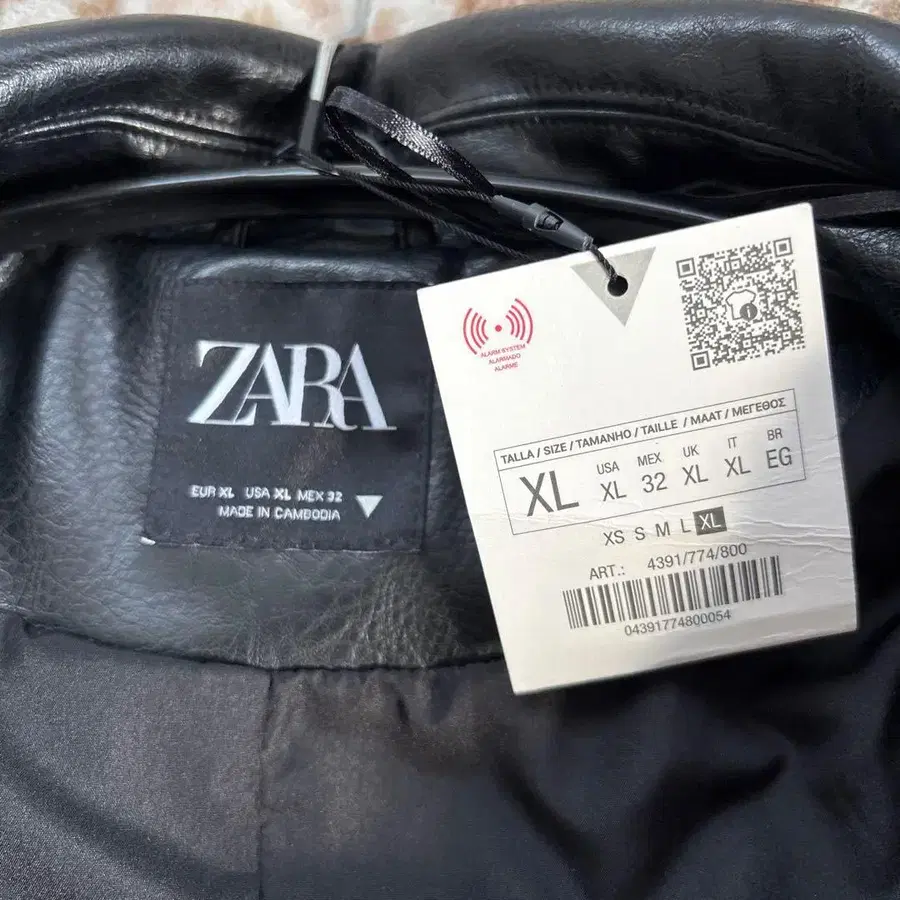 ZARA
EUR XL USA XL MEX 32
MADE IN CAMBODIA
ALARM SYSTEM
ALARMADO
ALARME
TALLA / SIZE / TAMANHO / TAILLE / MAAT / ΜΕΓΕΘΟΣ
XL
USA MEX UK IT BR
XL 32 XL XL EG
XS S M L XL
ART.: 4391/774/800
04391774800054